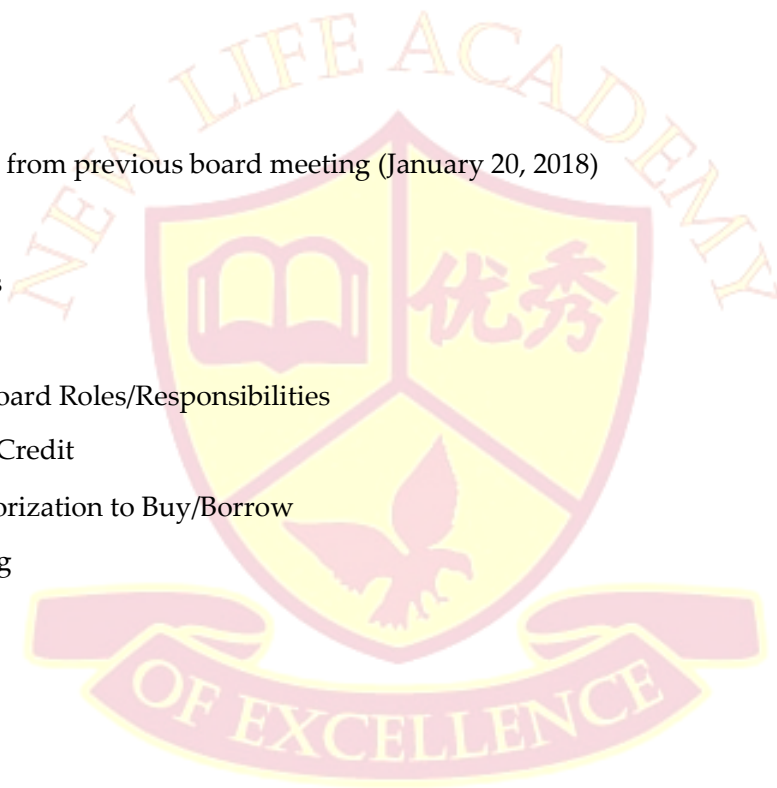 NEW LIFE ACADEMY
from previous board meeting (January 20, 2018)
优秀
s
oard Roles/Responsibilities
Credit
orization to Buy/Borrow
g
OF EXCELLENCE